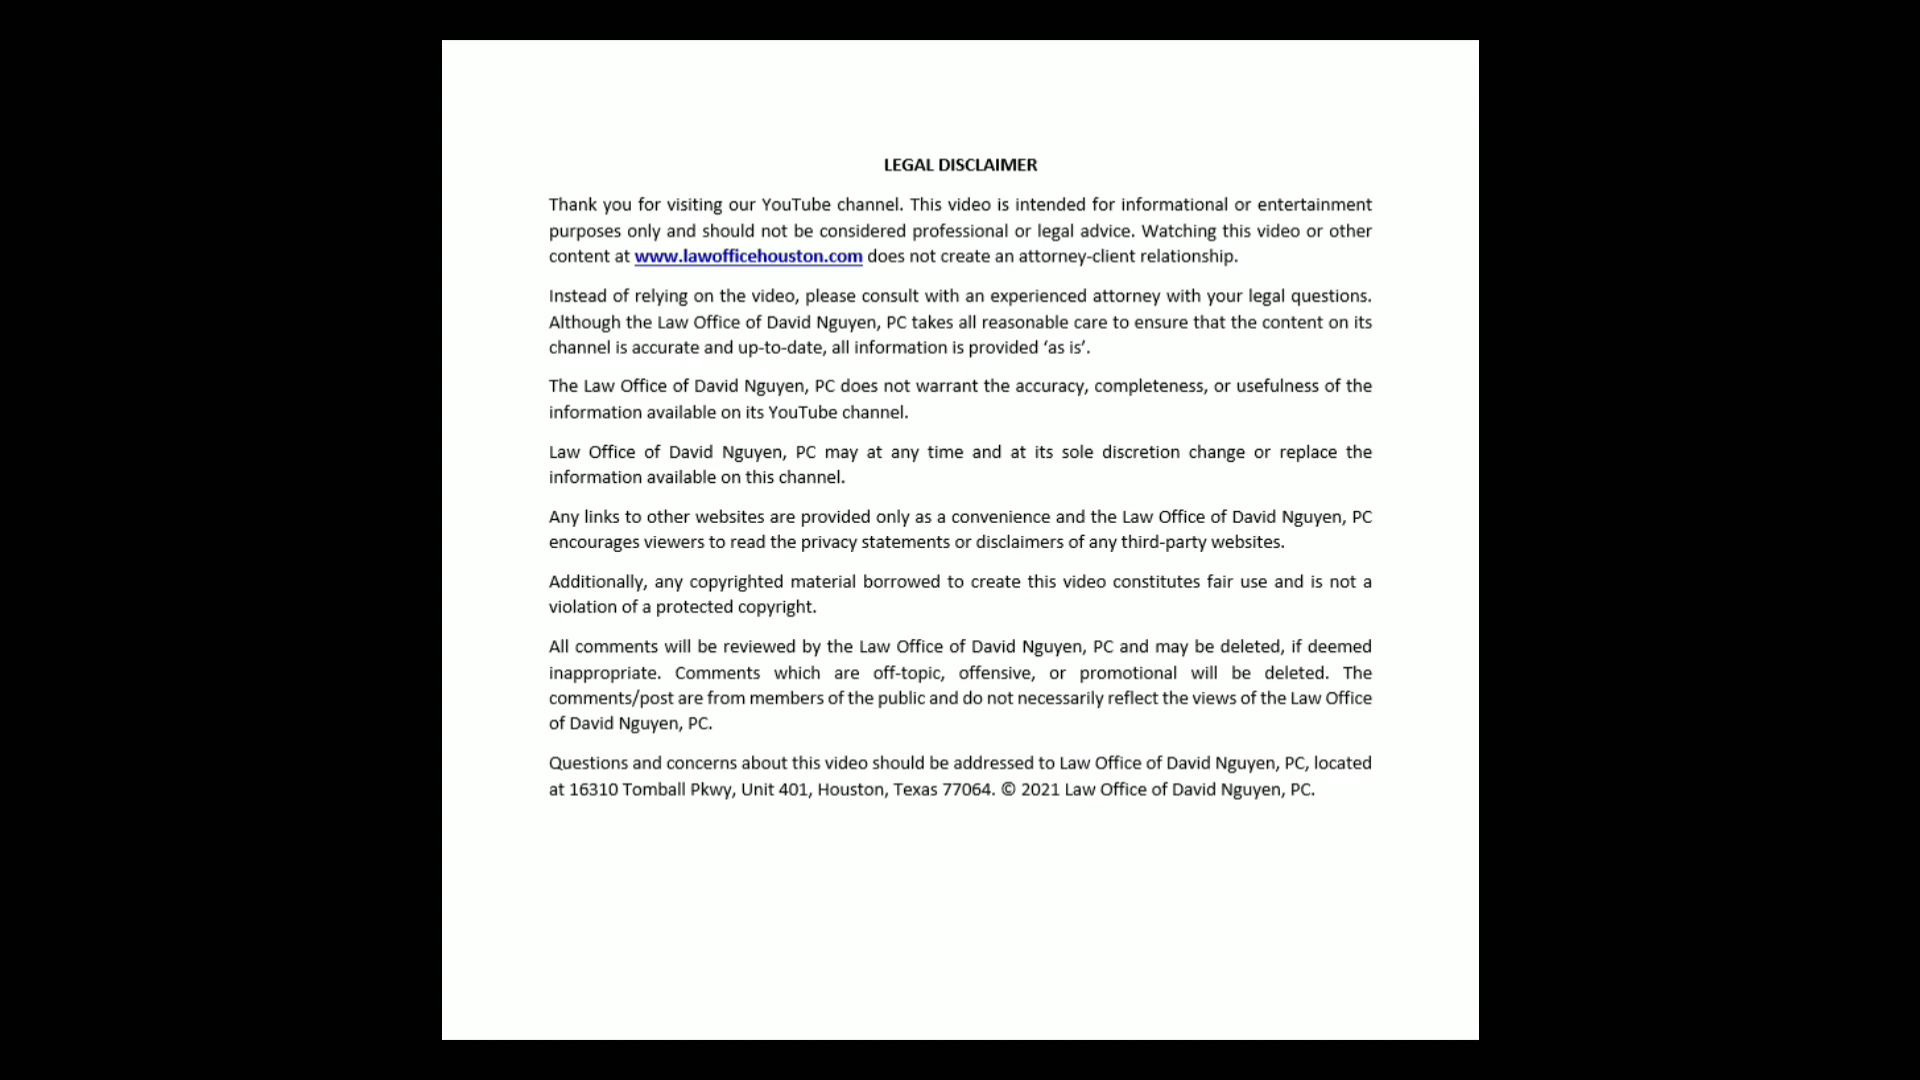 LEGAL DISCLAIMER
Thank you for visiting our YouTube channel. This video is intended for informational or entertainment
purposes only and should not be considered professional or legal advice. Watching this video or other
content at www.lawofficehouston.com does not create an attorney-client relationship.
Instead of relying on the video, please consult with an experienced attorney with your legal questions.
Although the Law Office of David Nguyen, PC takes all reasonable care to ensure that the content on its
channel is accurate and up-to-date, all information is provided ‘as is’.
The Law Office of David Nguyen, PC does not warrant the accuracy, completeness, or usefulness of the
information available on its YouTube channel.
Law Office of David Nguyen, PC may at any time and at its sole discretion change or replace the
information available on this channel.
Any links to other websites are provided only as a convenience and the Law Office of David Nguyen, PC
encourages viewers to read the privacy statements or disclaimers of any third-party websites.
Additionally, any copyrighted material borrowed to create this video constitutes fair use and is not a
violation of a protected copyright.
All comments will be reviewed by the Law Office of David Nguyen, PC and may be deleted, if deemed
inappropriate. Comments which are off-topic, offensive, or promotional will be deleted. The
comments/post are from members of the public and do not necessarily reflect the views of the Law Office
of David Nguyen, PC.
Questions and concerns about this video should be addressed to Law Office of David Nguyen, PC, located
at 16310 Tomball Pkwy, Unit 401, Houston, Texas 77064. © 2021 Law Office of David Nguyen, PC.